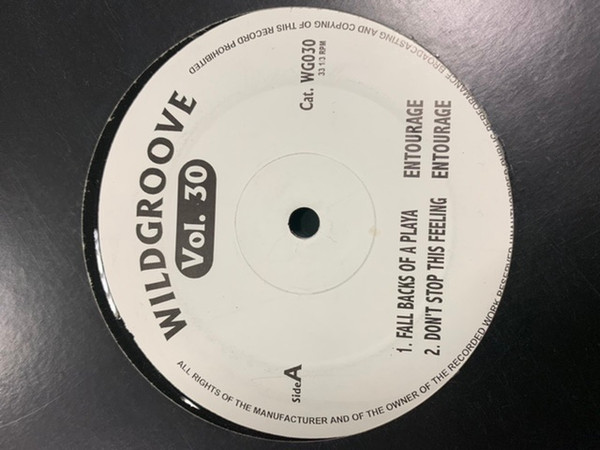 WILDGROOVE
Vol. 30
Cat. WG030
33 1/3 RPM
Side A
1. FALL BACKS OF A PLAYA ENTOURAGE
2. DON'T STOP THIS FEELING ENTOURAGE
ALL RIGHTS OF THE MANUFACTURER AND OF THE OWNER OF THE RECORDED WORK RESERVED PERFORMANCE BROADCASTING AND COPYING OF THIS RECORD PROHIBITED